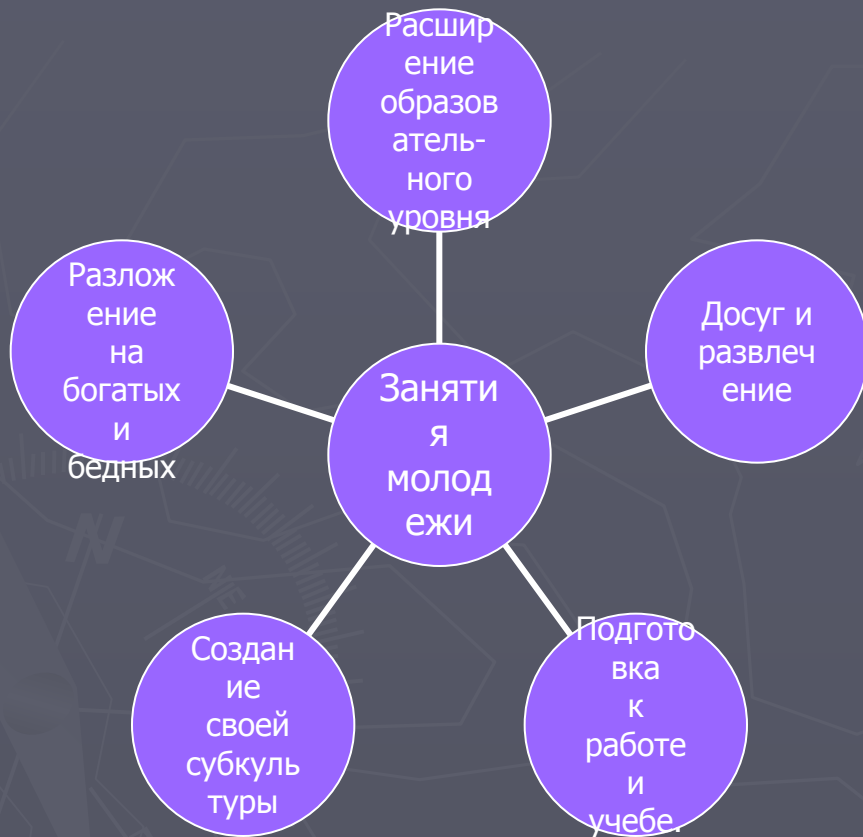 Расшир
ение
образов
атель-
ного
уровня
Разлож
ение
на
богатых
и
бедных
Досуг и
развлеч
ение
Заняти
я
молод
ежи
Создан
ие
своей
субкуль
туры
Подгото
вка
к
работе
и
учебе.
N
NE